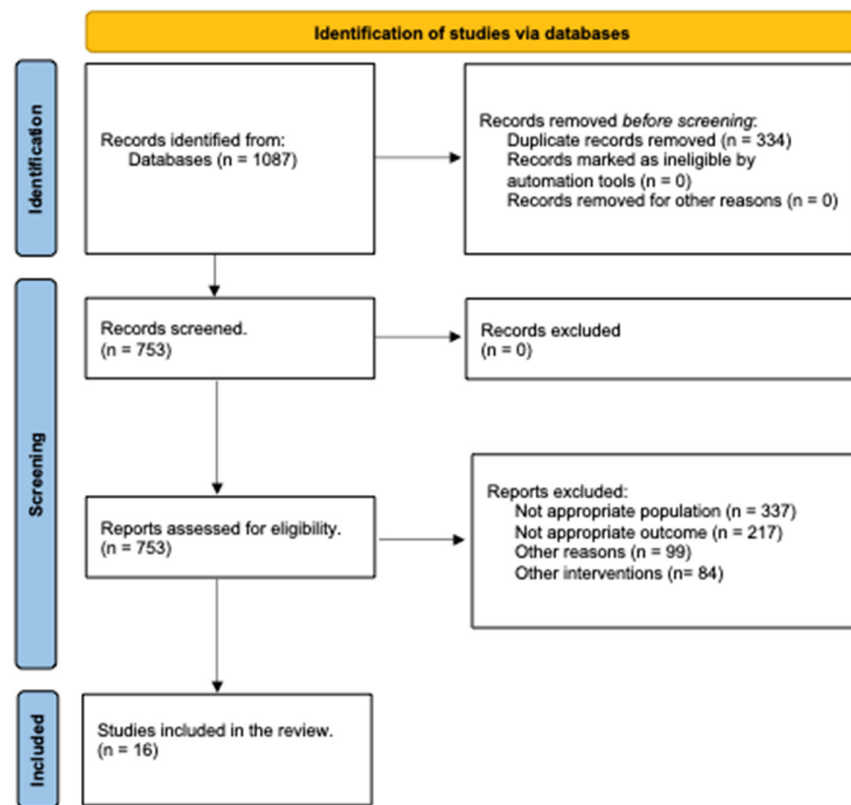 Identification of studies via databases
Identification
Records identified from:
Databases (n = 1087)
Records removed before screening:
Duplicate records removed (n = 334)
Records marked as ineligible by
automation tools (n = 0)
Records removed for other reasons (n = 0)
Screening
Records screened.
(n = 753)
Records excluded
(n = 0)
Reports assessed for eligibility.
(n = 753)
Reports excluded:
Not appropriate population (n = 337)
Not appropriate outcome (n = 217)
Other reasons (n = 99)
Other interventions (n= 84)
Included
Studies included in the review.
(n = 16)